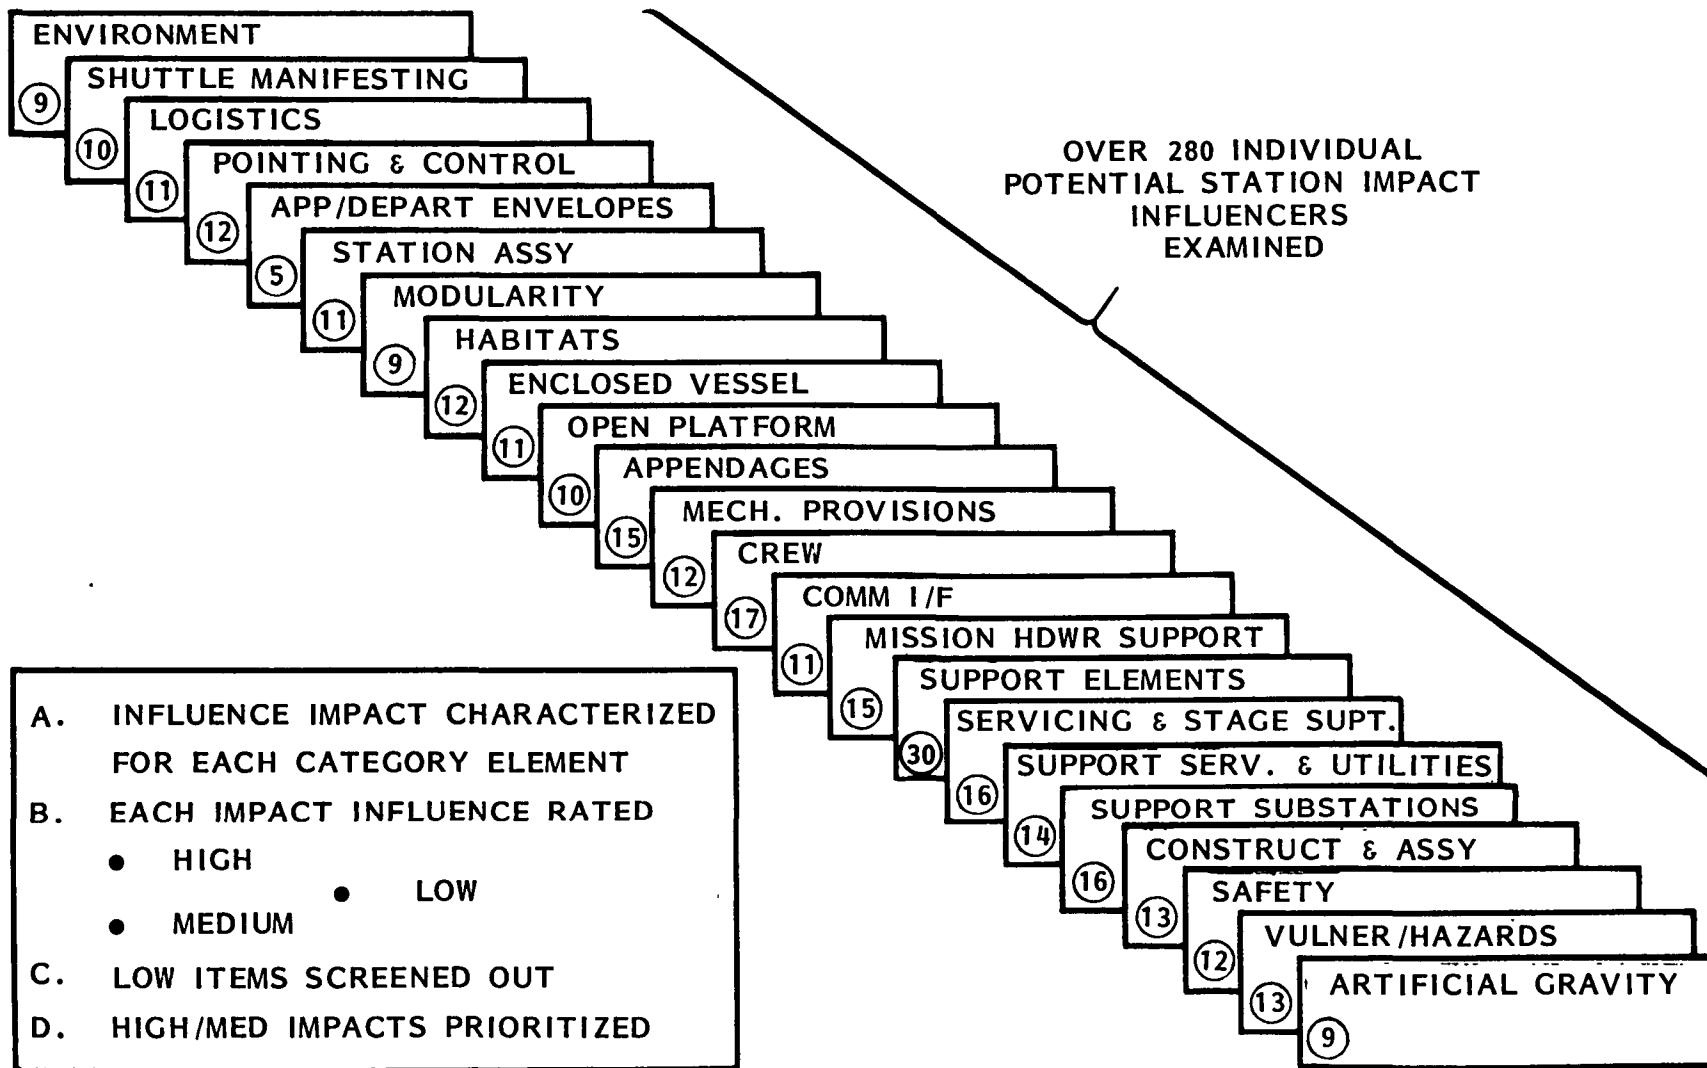 ENVIRONMENT
9
SHUTTLE MANIFESTING
10
LOGISTICS
11
POINTING & CONTROL
12
APP/DEPART ENVELOPES
5
STATION ASSY
11
MODULARITY
9
HABITATS
12
ENCLOSED VESSEL
11
OPEN PLATFORM
10
APPENDAGES
15
MECH. PROVISIONS
12
CREW
17
COMM I/F
11
MISSION HDWR SUPPORT
15
SUPPORT ELEMENTS
30
SERVICING & STAGE SUPT.
16
SUPPORT SERV. & UTILITIES
14
SUPPORT SUBSTATIONS
16
CONSTRUCT & ASSY
13
SAFETY
12
VULNER/HAZARDS
13
ARTIFICIAL GRAVITY
9
OVER 280 INDIVIDUAL
POTENTIAL STATION IMPACT
INFLUENCERS
EXAMINED
A. INFLUENCE IMPACT CHARACTERIZED
FOR EACH CATEGORY ELEMENT
B. EACH IMPACT INFLUENCE RATED
• HIGH
• LOW
• MEDIUM
C. LOW ITEMS SCREENED OUT
D. HIGH/MED IMPACTS PRIORITIZED